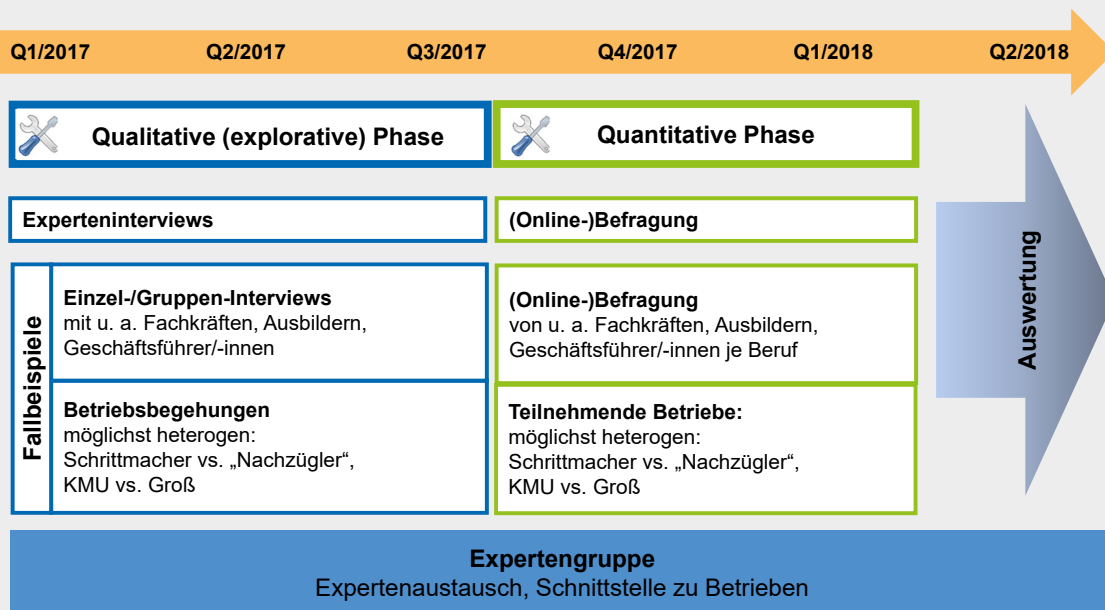 Q1/2017 Q2/2017 Q3/2017 Q4/2017 Q1/2018 Q2/2018
Qualitative (explorative) Phase
Quantitative Phase
Experteninterviews
(Online-)Befragung
Fallbeispiele
Einzel-/Gruppen-Interviews
mit u. a. Fachkräften, Ausbildern,
Geschäftsführer/-innen
(Online-)Befragung
von u. a. Fachkräften, Ausbildern,
Geschäftsführer/-innen je Beruf
Betriebsbegehungen
möglichst heterogen:
Schrittmacher vs. „Nachzügler“,
KMU vs. Groß
Teilnehmende Betriebe:
möglichst heterogen:
Schrittmacher vs. „Nachzügler“,
KMU vs. Groß
Auswertung
Expertengruppe
Expertenaustausch, Schnittstelle zu Betrieben